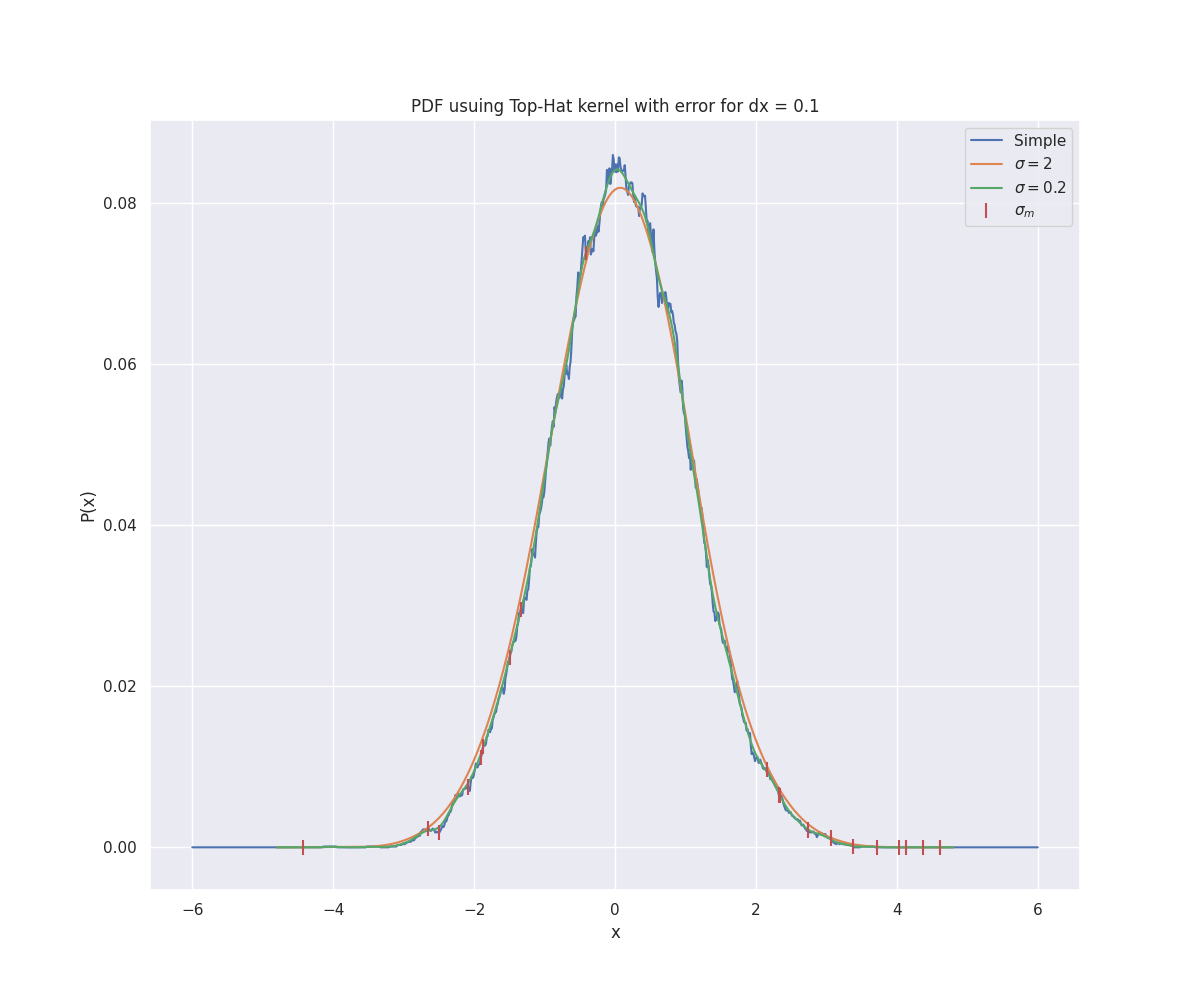 PDF usuing Top-Hat kernel with error for dx = 0.1
Simple
σ = 2
σ = 0.2
σₘ
P(x)
0.08
0.06
0.04
0.02
0.00
−6 −4 −2 0 2 4 6
x